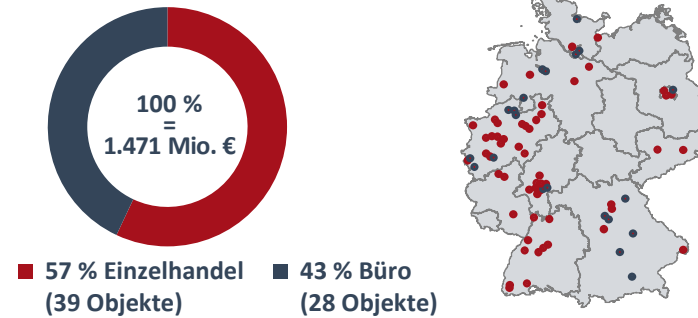 100 %
=
1.471 Mio. €
57 % Einzelhandel
(39 Objekte)
43 % Büro
(28 Objekte)